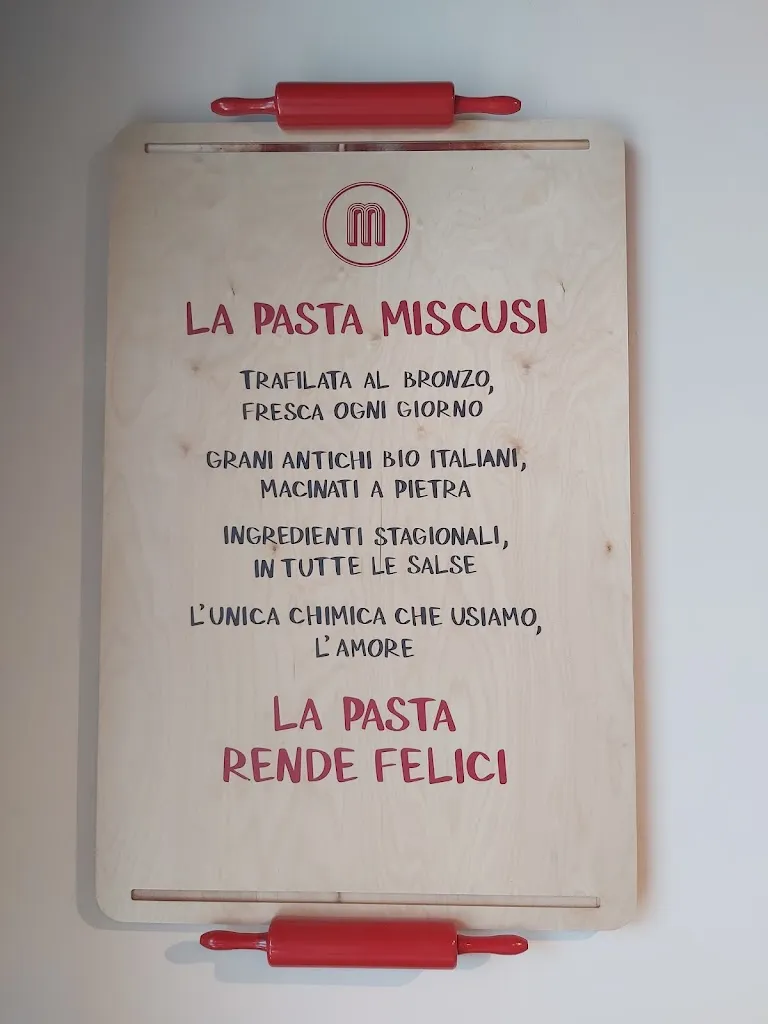 M
LA PASTA MISCUSI
TRAFILATA AL BRONZO,
FRESCA OGNI GIORNO
GRANI ANTICHI BIO ITALIANI,
MACINATI A PIETRA
INGREDIENTI STAGIONALI,
IN TUTTE LE SALSE
L'UNICA CHIMICA CHE USIAMO,
L'AMORE
LA PASTA
RENDE FELICI